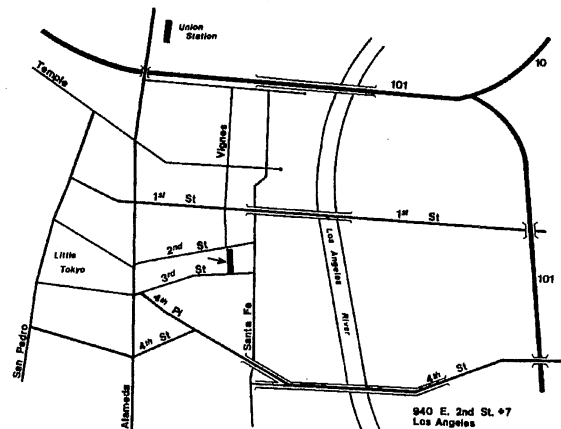 Union
Station
Temple
101
10
Vignes
1st St
1st St
2nd St
Little
Tokyo
3rd St
Los Angeles
River
101
4th Pl
4th St
Santa Fe
San Pedro
4th St
Alameda
940 E. 2nd St. #7
Los Angeles